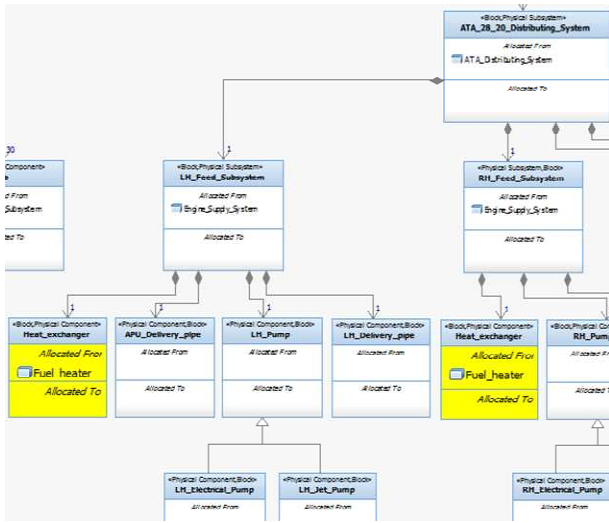 «Block,Physical Subsystem»
ATA_28_20_Distributing_System
Allocated From
ATA_Distributing_System
Allocated To
30
1
1
Component»
«Block,Physical Subsystem»
LH_Feed_Subsystem
Allocated From
Engine_Supply_System
Allocated To
«Physical Subsystem,Block»
RH_Feed_Subsystem
Allocated From
Engine_Supply_System
Allocated To
ed From
Subsystem
ted To
1
1
1
1
1
«Block,Physical Component»
Heat_exchanger
Allocated Fror
Fuel_heater
Allocated To
«Physical Component,Block»
APU_Delivery_pipe
Allocated From
Allocated To
«Physical Component,Block»
LH_Pump
Allocated From
Allocated To
«Physical Component,Block»
LH_Delivery_pipe
Allocated From
Allocated To
«Block,Physical Component»
Heat_exchanger
Allocated Fror
Fuel_heater
Allocated To
«Physical Com
RH_Pum
Allocated Fr
Allocated
«Physical Component,Block»
LH_Electrical_Pump
Allocated From
«Physical Component,Block»
LH_Jet_Pump
Allocated From
«Physical Component,Block»
RH_Electrical_Pump
Allocated From